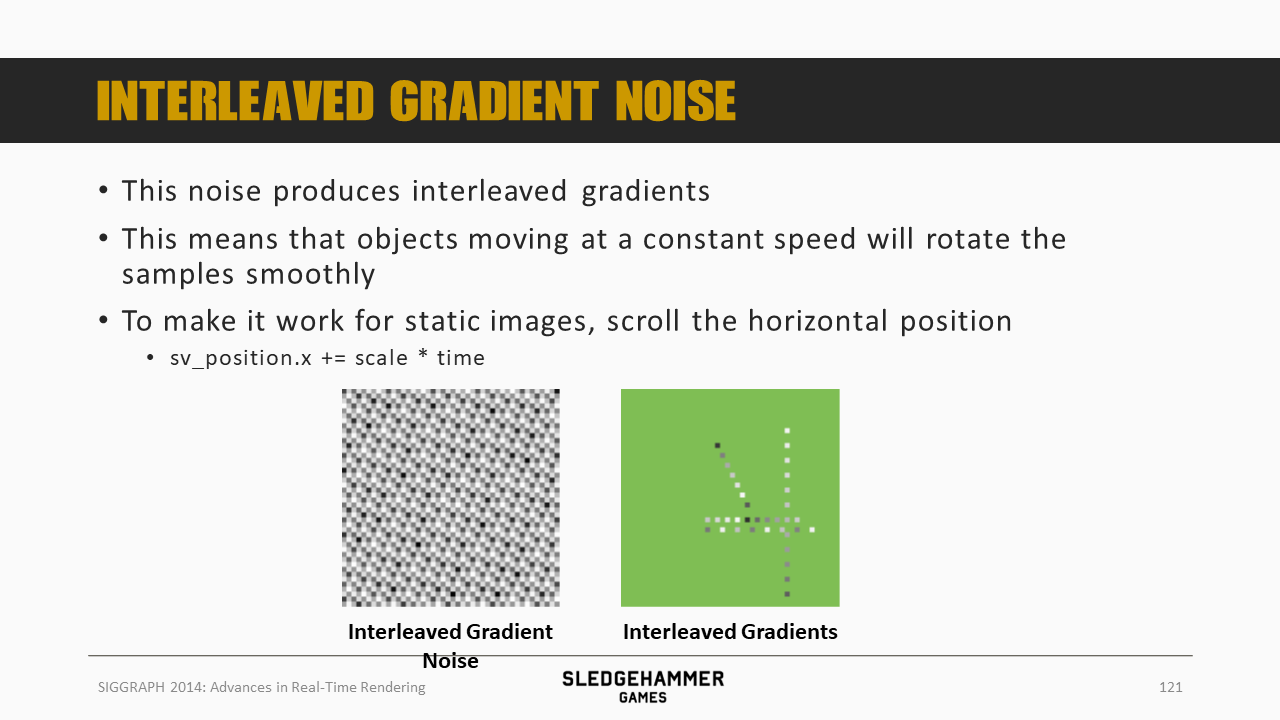 INTERLEAVED GRADIENT NOISE
• This noise produces interleaved gradients
• This means that objects moving at a constant speed will rotate the
samples smoothly
• To make it work for static images, scroll the horizontal position
• sv_position.x += scale * time
Interleaved Gradient
Noise
Interleaved Gradients
SIGGRAPH 2014: Advances in Real-Time Rendering
SLEDGEHAMMER
GAMES
121